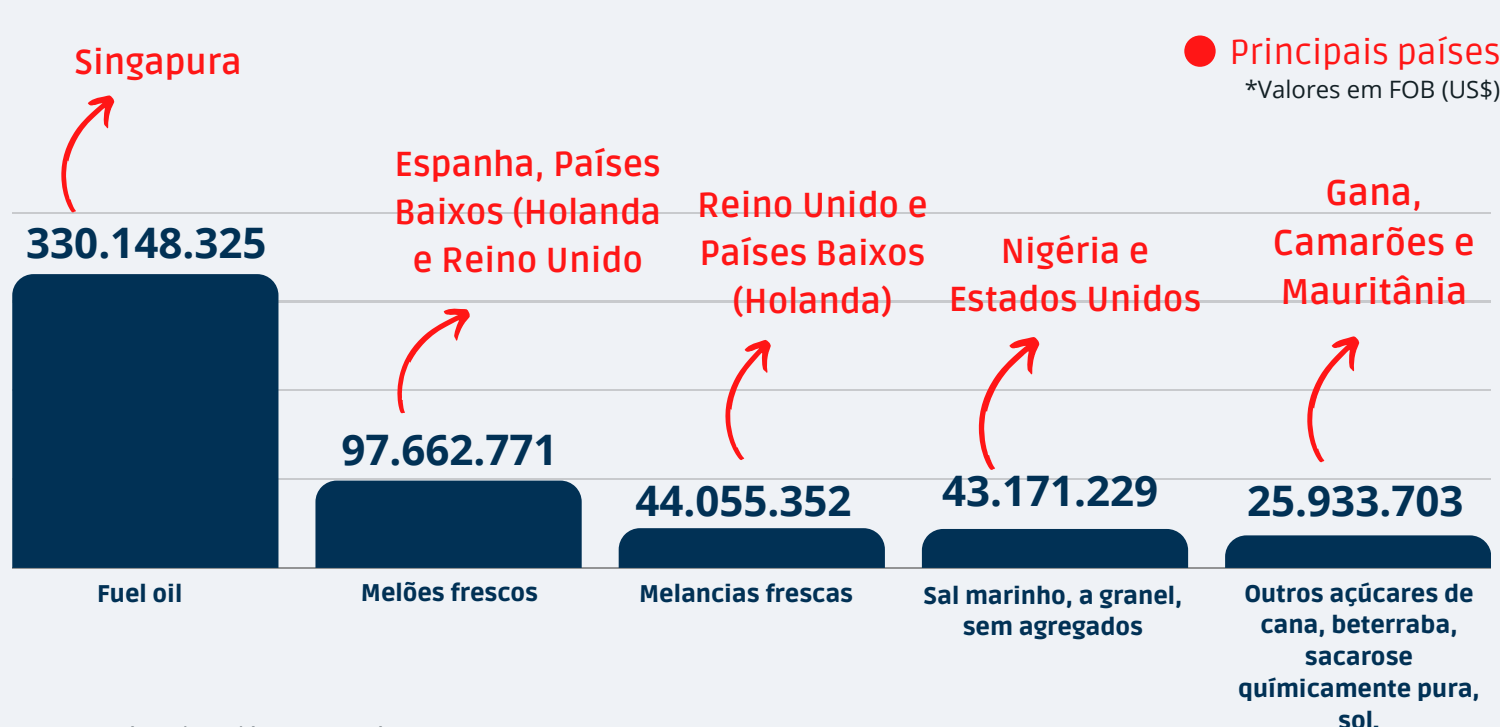 Singapura
Principais países
*Valores em FOB (US$)
Espanha, Países
Baixos (Holanda
e Reino Unido
Reino Unido e
Países Baixos
(Holanda)
Nigéria e
Estados Unidos
Gana,
Camarões e
Mauritânia
330.148.325
97.662.771
44.055.352
43.171.229
25.933.703
Fuel oil
Melões frescos
Melancias frescas
Sal marinho, a granel,
sem agregados
Outros açúcares de
cana, beterraba,
sacarose
químicamente pura,
sol.